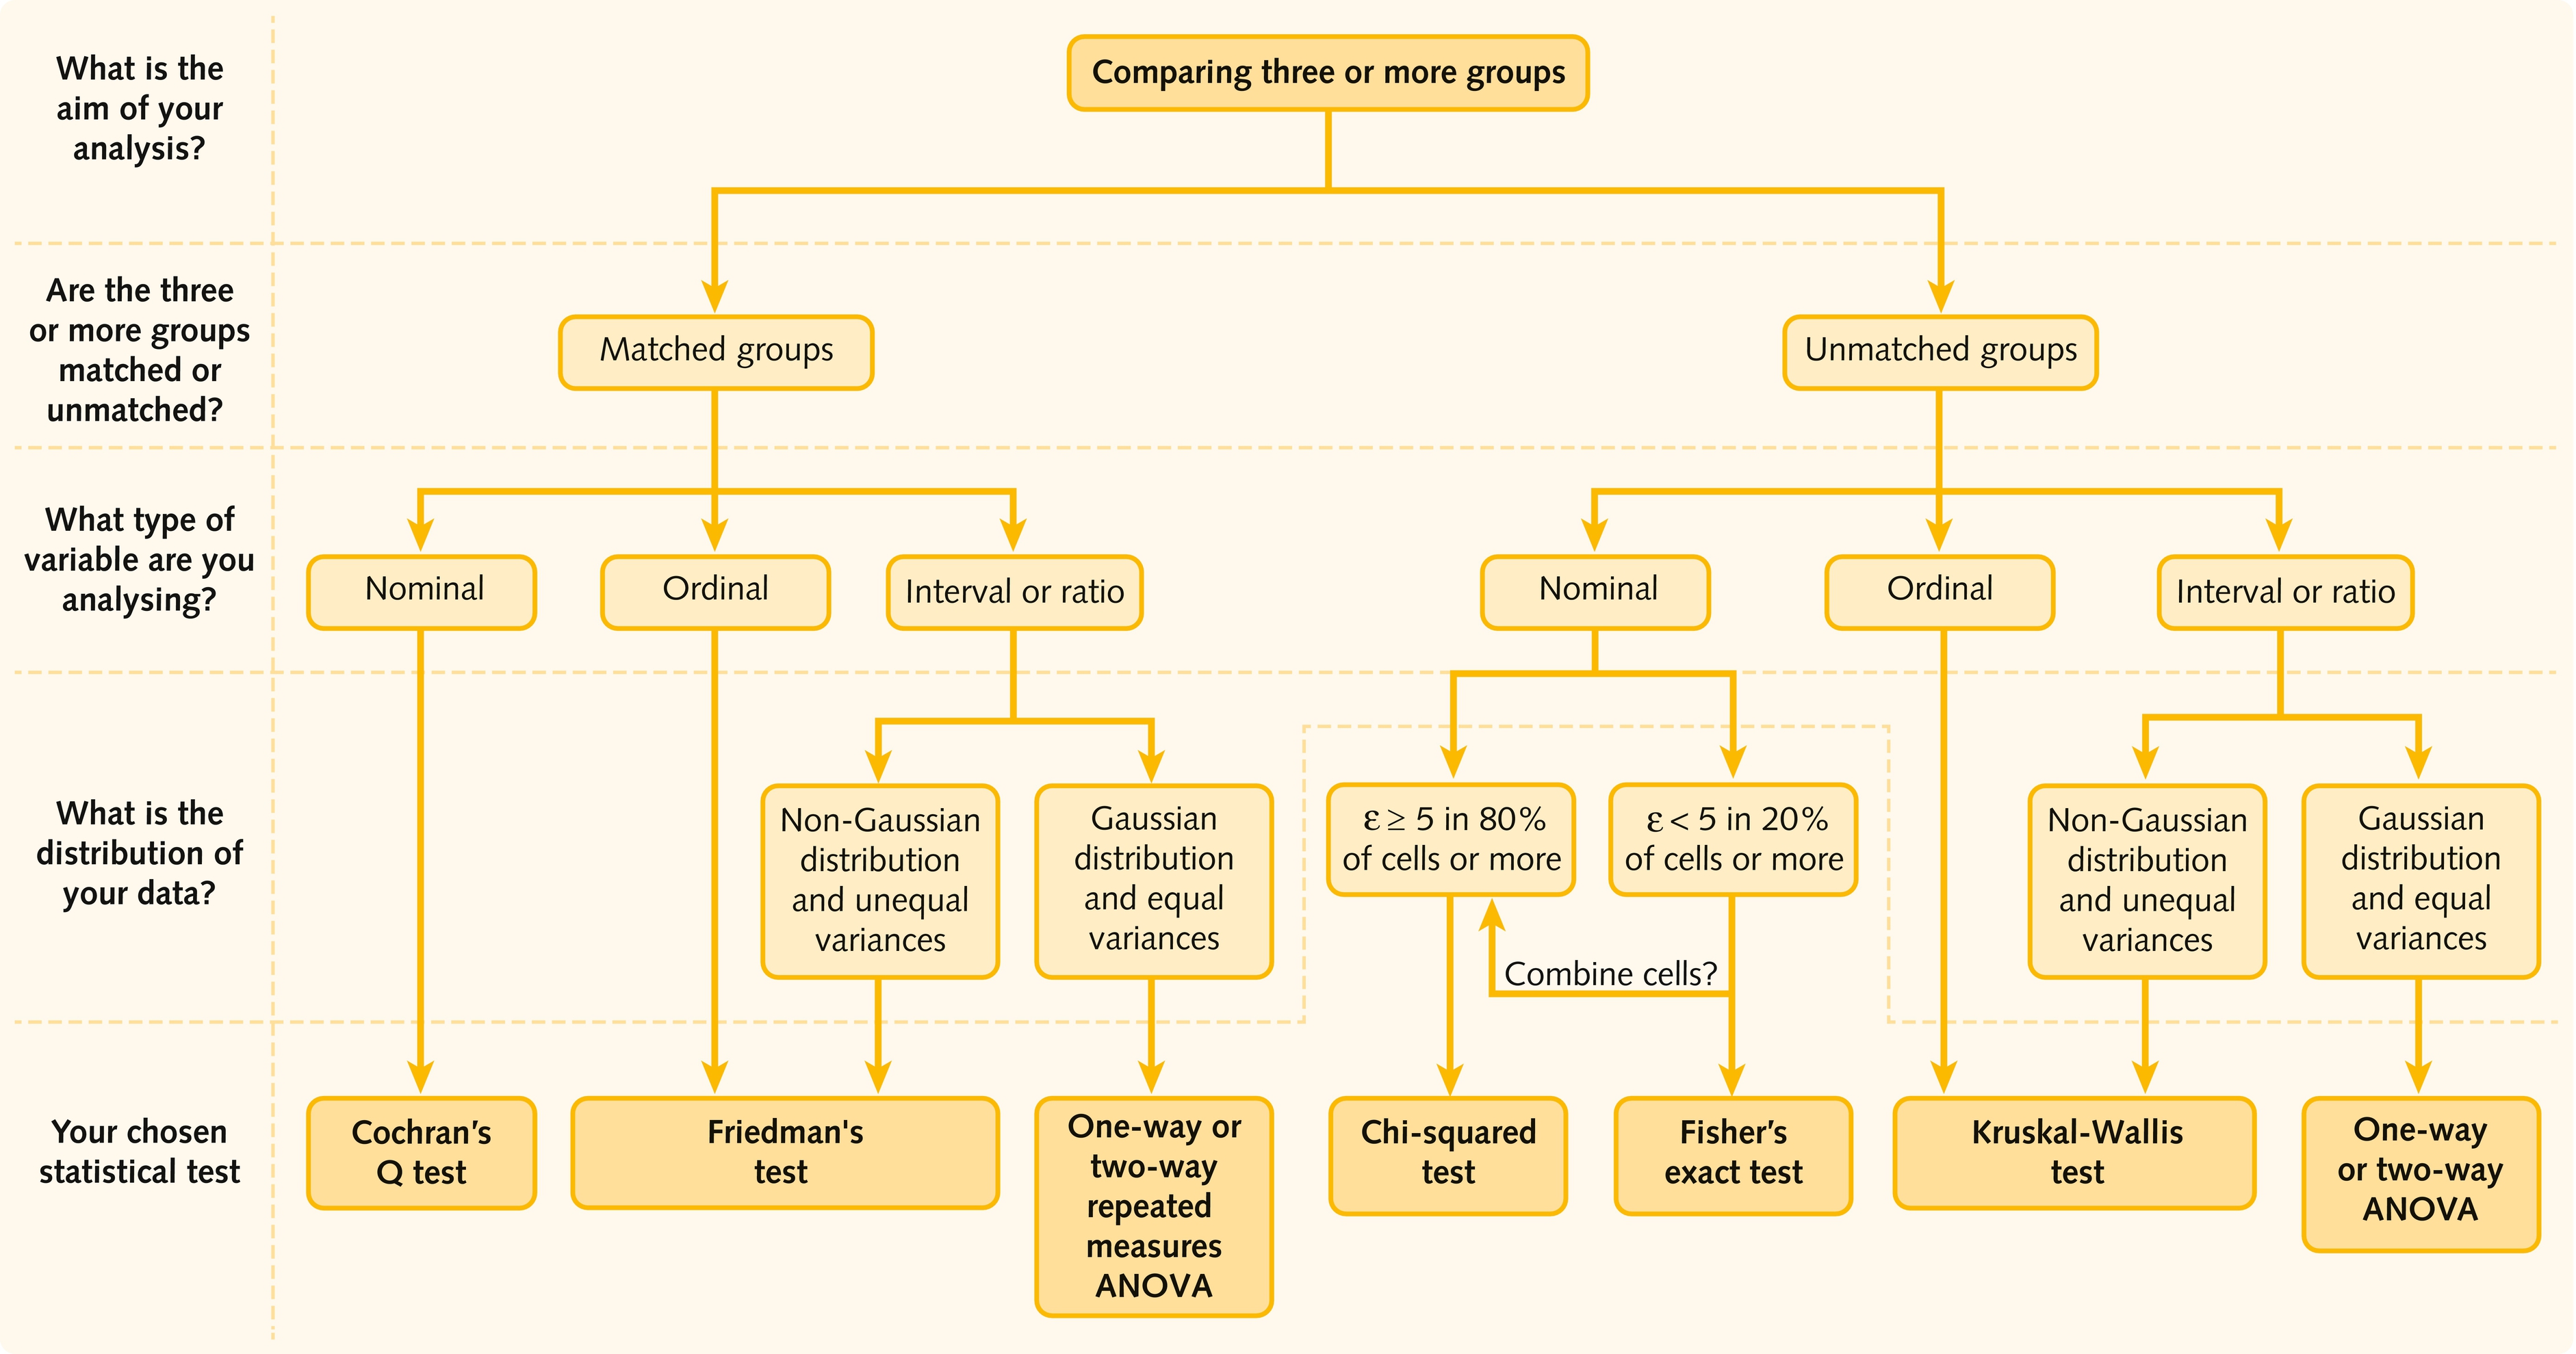 What is the
aim of your
analysis?
Comparing three or more groups
Are the three
or more groups
matched or
unmatched?
Matched groups
Unmatched groups
What type of
variable are you
analysing?
Nominal
Ordinal
Interval or ratio
Nominal
Ordinal
Interval or ratio
What is the
distribution of
your data?
Non-Gaussian
distribution
and unequal
variances
Gaussian
distribution
and equal
variances
ε ≥ 5 in 80%
of cells or more
ε < 5 in 20%
of cells or more
Combine cells?
Non-Gaussian
distribution
and unequal
variances
Gaussian
distribution
and equal
variances
Your chosen
statistical test
Cochran’s
Q test
Friedman's
test
One-way or
two-way
repeated
measures
ANOVA
Chi-squared
test
Fisher’s
exact test
Kruskal-Wallis
test
One-way
or two-way
ANOVA